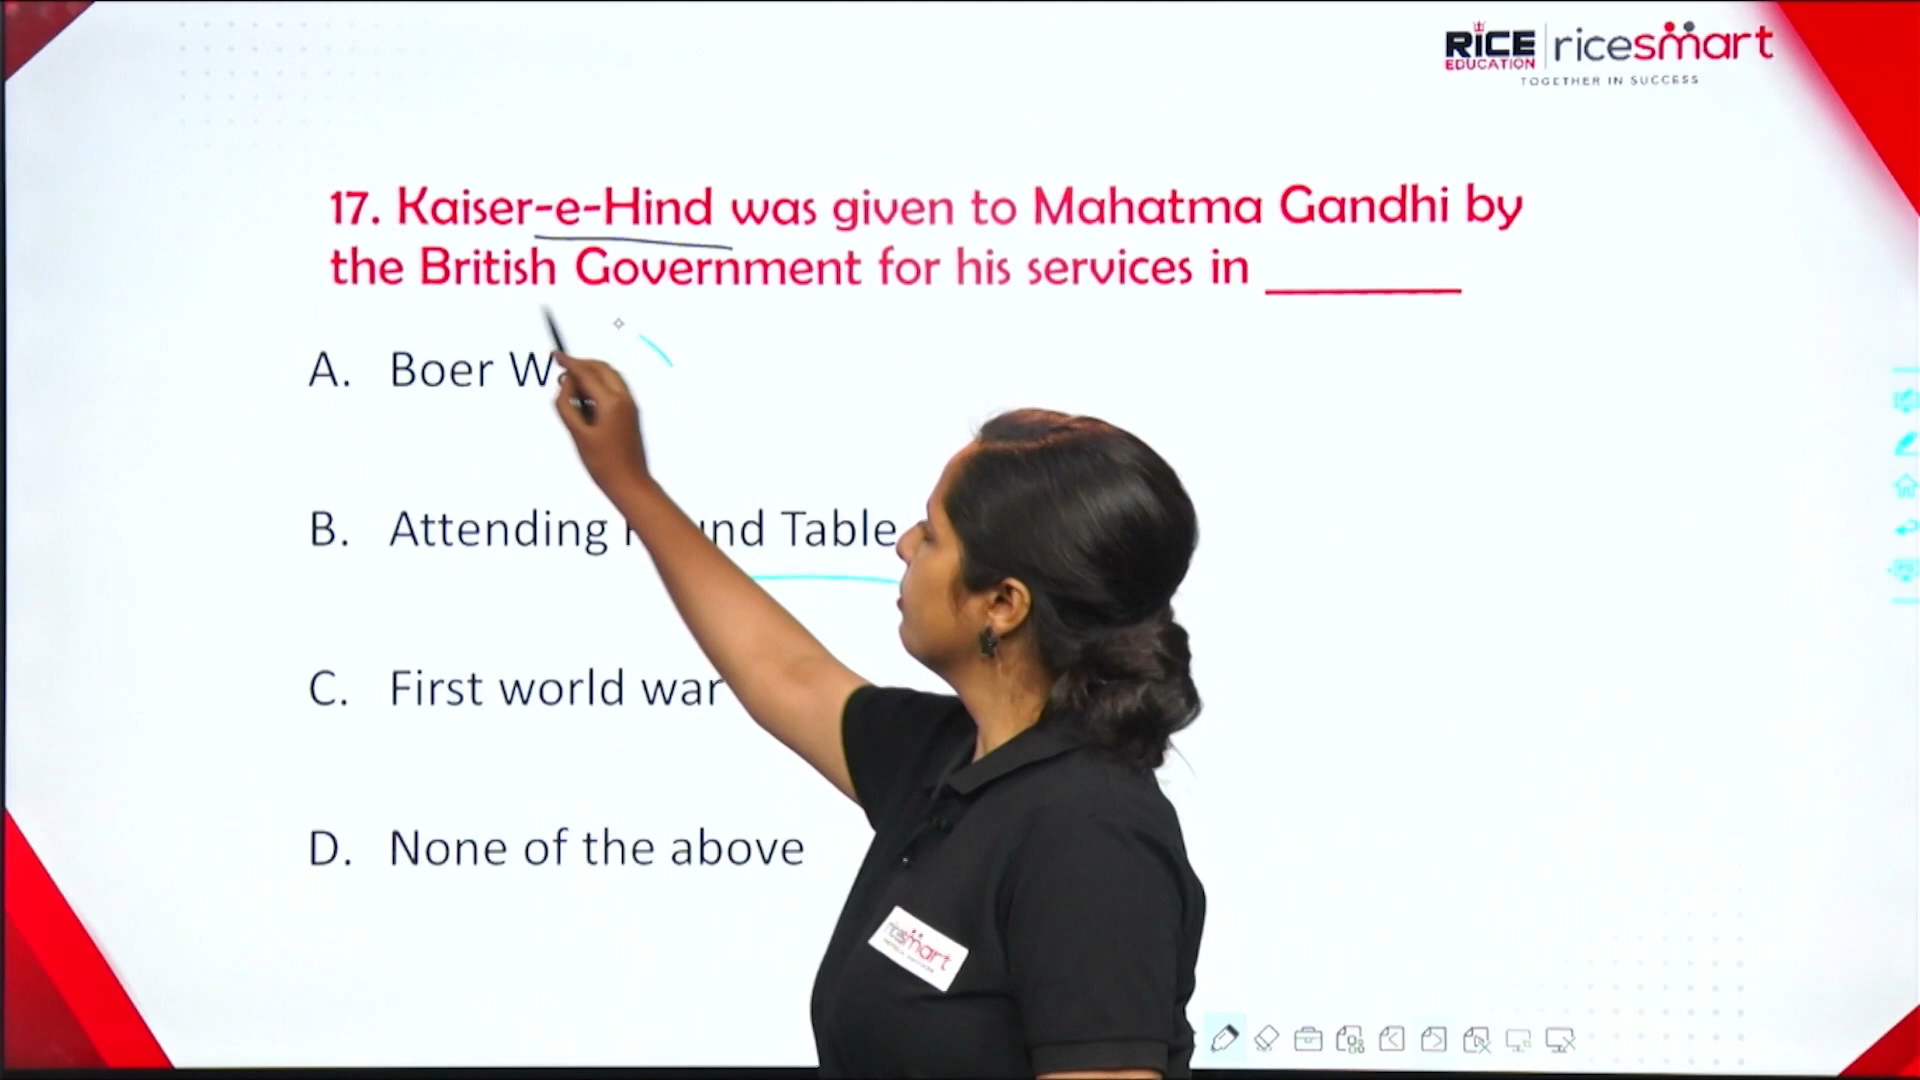 RICE EDUCATION ricesmart
TOGETHER IN SUCCESS
17. Kaiser-e-Hind was given to Mahatma Gandhi by
the British Government for his services in ________
A. Boer
B. Attending Table
C. First world war
D. None of the above
ricesmart